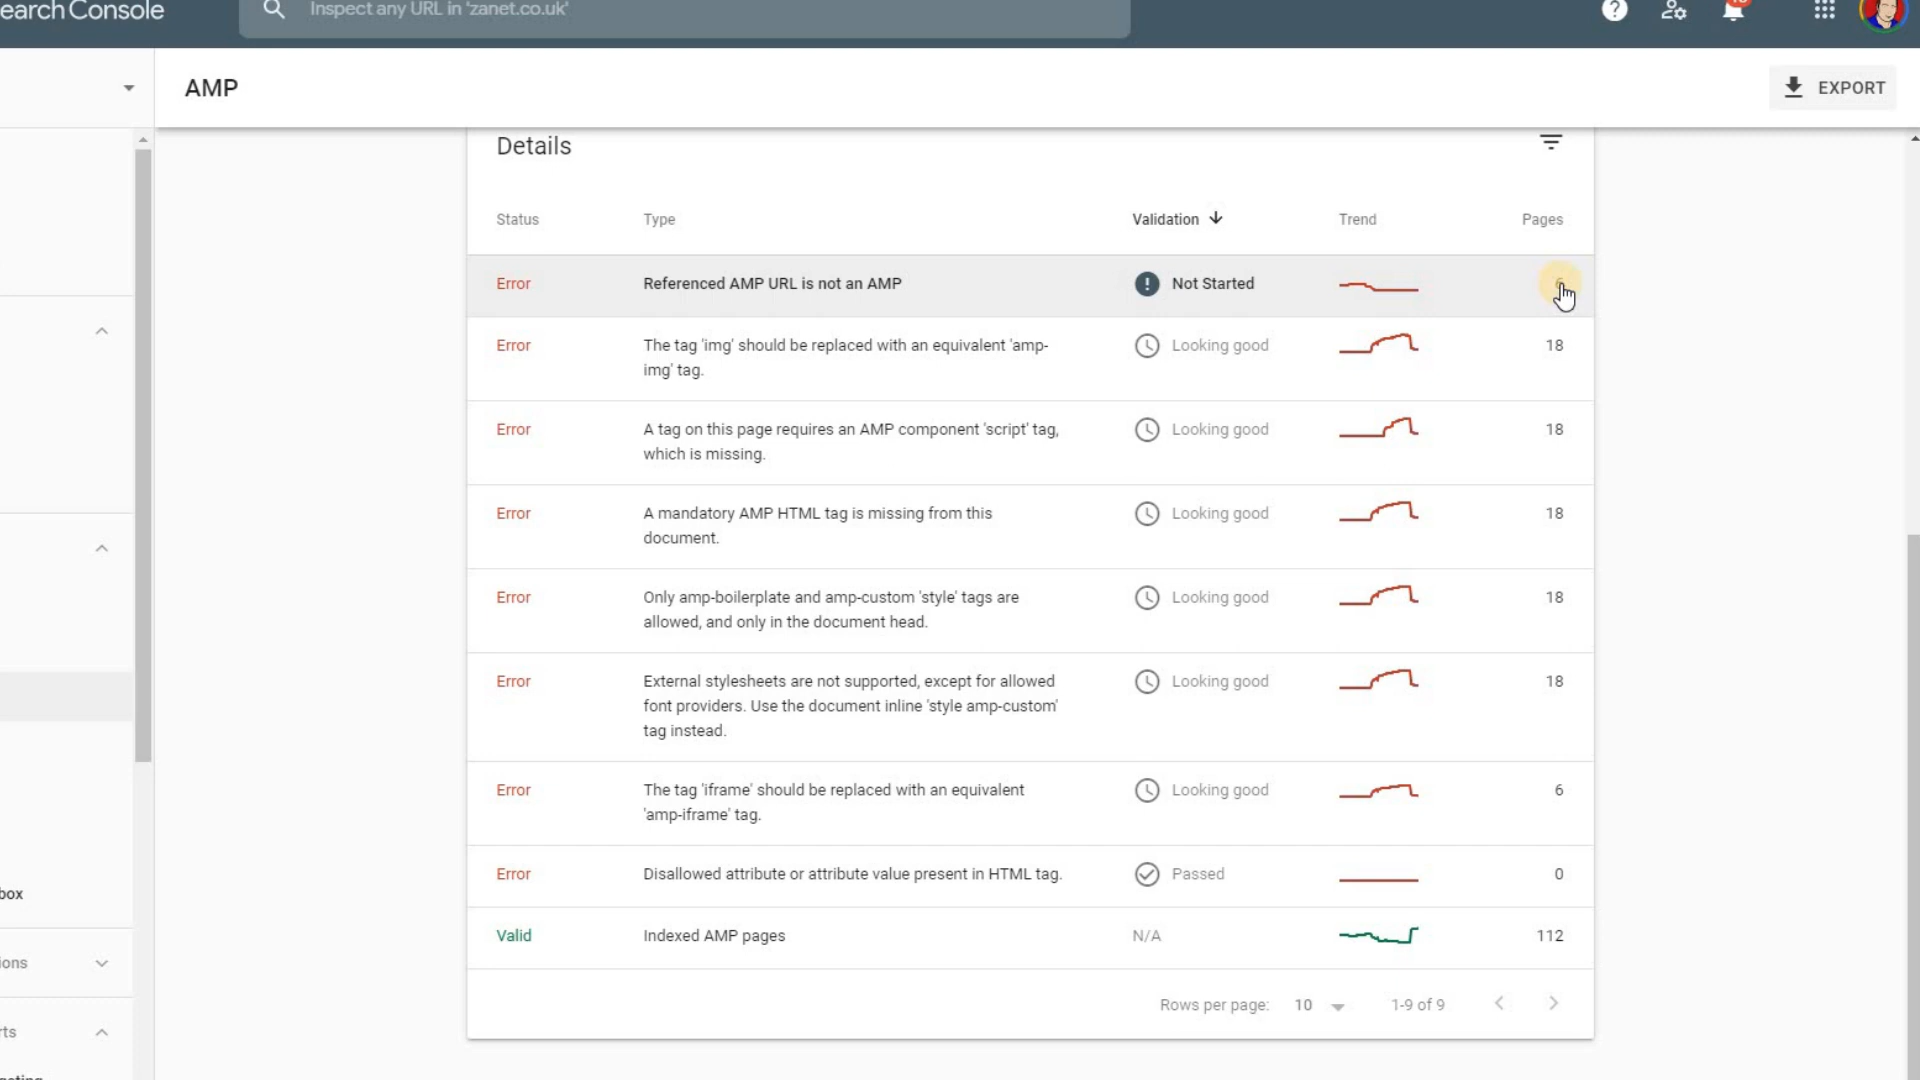 earch Console
Inspect any URL in 'zanet.co.uk'
AMP
EXPORT
Details
Status Type Validation Trend Pages
Error Referenced AMP URL is not an AMP Not Started
Error The tag 'img' should be replaced with an equivalent 'amp- Looking good 18
img' tag.
Error A tag on this page requires an AMP component 'script' tag, Looking good 18
which is missing.
Error A mandatory AMP HTML tag is missing from this Looking good 18
document.
Error Only amp-boilerplate and amp-custom 'style' tags are Looking good 18
allowed, and only in the document head.
Error External stylesheets are not supported, except for allowed Looking good 18
font providers. Use the document inline 'style amp-custom'
tag instead.
Error The tag 'iframe' should be replaced with an equivalent Looking good 6
'amp-iframe' tag.
Error Disallowed attribute or attribute value present in HTML tag. Passed 0
box
Valid Indexed AMP pages N/A 112
ions
Rows per page: 10 1-9 of 9
rts